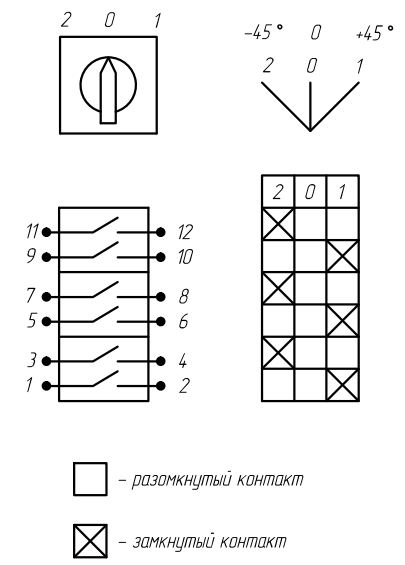 2 0 1
-45° 0 +45°
2 0 1
2 0 1
11 12
9 10
7 8
5 6
3 4
1 2
– разомкнутый контакт
– замкнутый контакт